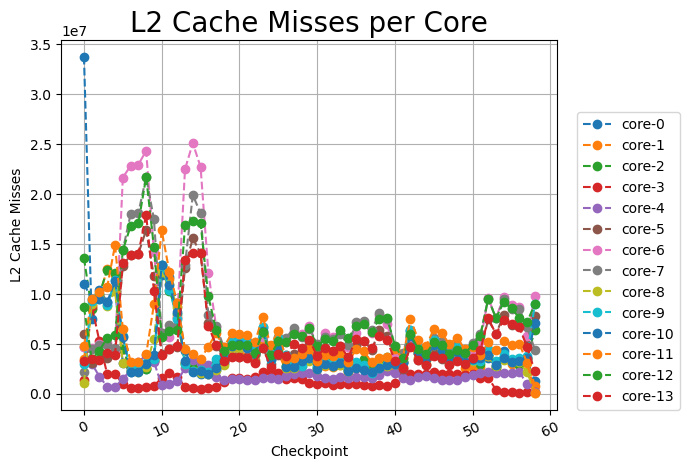 L2 Cache Misses per Core
1e7
3.5
3.0
2.5
2.0
1.5
1.0
0.5
0.0
L2 Cache Misses
0
10
20
30
40
50
60
Checkpoint
core-0
core-1
core-2
core-3
core-4
core-5
core-6
core-7
core-8
core-9
core-10
core-11
core-12
core-13